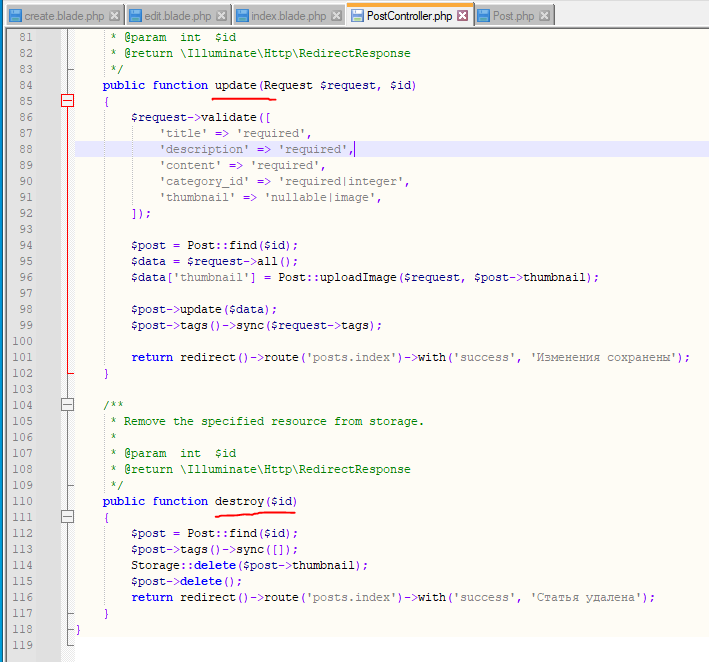 create.blade.php edit.blade.php index.blade.php PostController.php Post.php
81 * @param  int  $id
82 * @return \Illuminate\Http\RedirectResponse
83 */
84 public function update(Request $request, $id)
85 {
86 $request->validate([
87 'title' => 'required',
88 'description' => 'required',
89 'content' => 'required',
90 'category_id' => 'required|integer',
91 'thumbnail' => 'nullable|image',
92 ]);
93
94 $post = Post::find($id);
95 $data = $request->all();
96 $data['thumbnail'] = Post::uploadImage($request, $post->thumbnail);
97
98 $post->update($data);
99 $post->tags()->sync($request->tags);
100
101 return redirect()->route('posts.index')->with('success', 'Изменения сохранены');
102 }
103
104 /**
105 * Remove the specified resource from storage.
106 *
107 * @param  int  $id
108 * @return \Illuminate\Http\RedirectResponse
109 */
110 public function destroy($id)
111 {
112 $post = Post::find($id);
113 $post->tags()->sync([]);
114 Storage::delete($post->thumbnail);
115 $post->delete();
116 return redirect()->route('posts.index')->with('success', 'Статья удалена');
117 }
118 }
119